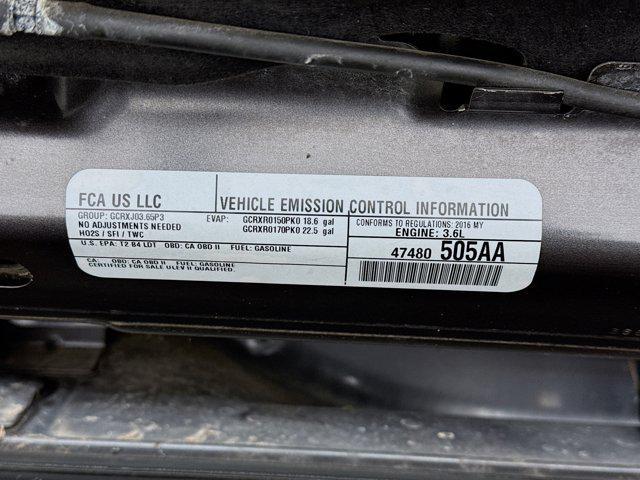 FCA US LLC
VEHICLE EMISSION CONTROL INFORMATION
GROUP: GCRXJ03.65P3
NO ADJUSTMENTS NEEDED
HO2S / SFI / TWC
EVAP: GCRXR0150PK0 18.6 gal
GCRXR0170PK0 22.5 gal
CONFORMS TO REGULATIONS: 2016 MY
ENGINE: 3.6L
U.S. EPA: T2 B4 LDT OBD: CA OBD II FUEL: GASOLINE
47480 505AA
CA: OBD: CA OBD II FUEL: GASOLINE
CERTIFIED FOR SALE ULEV II QUALIFIED.